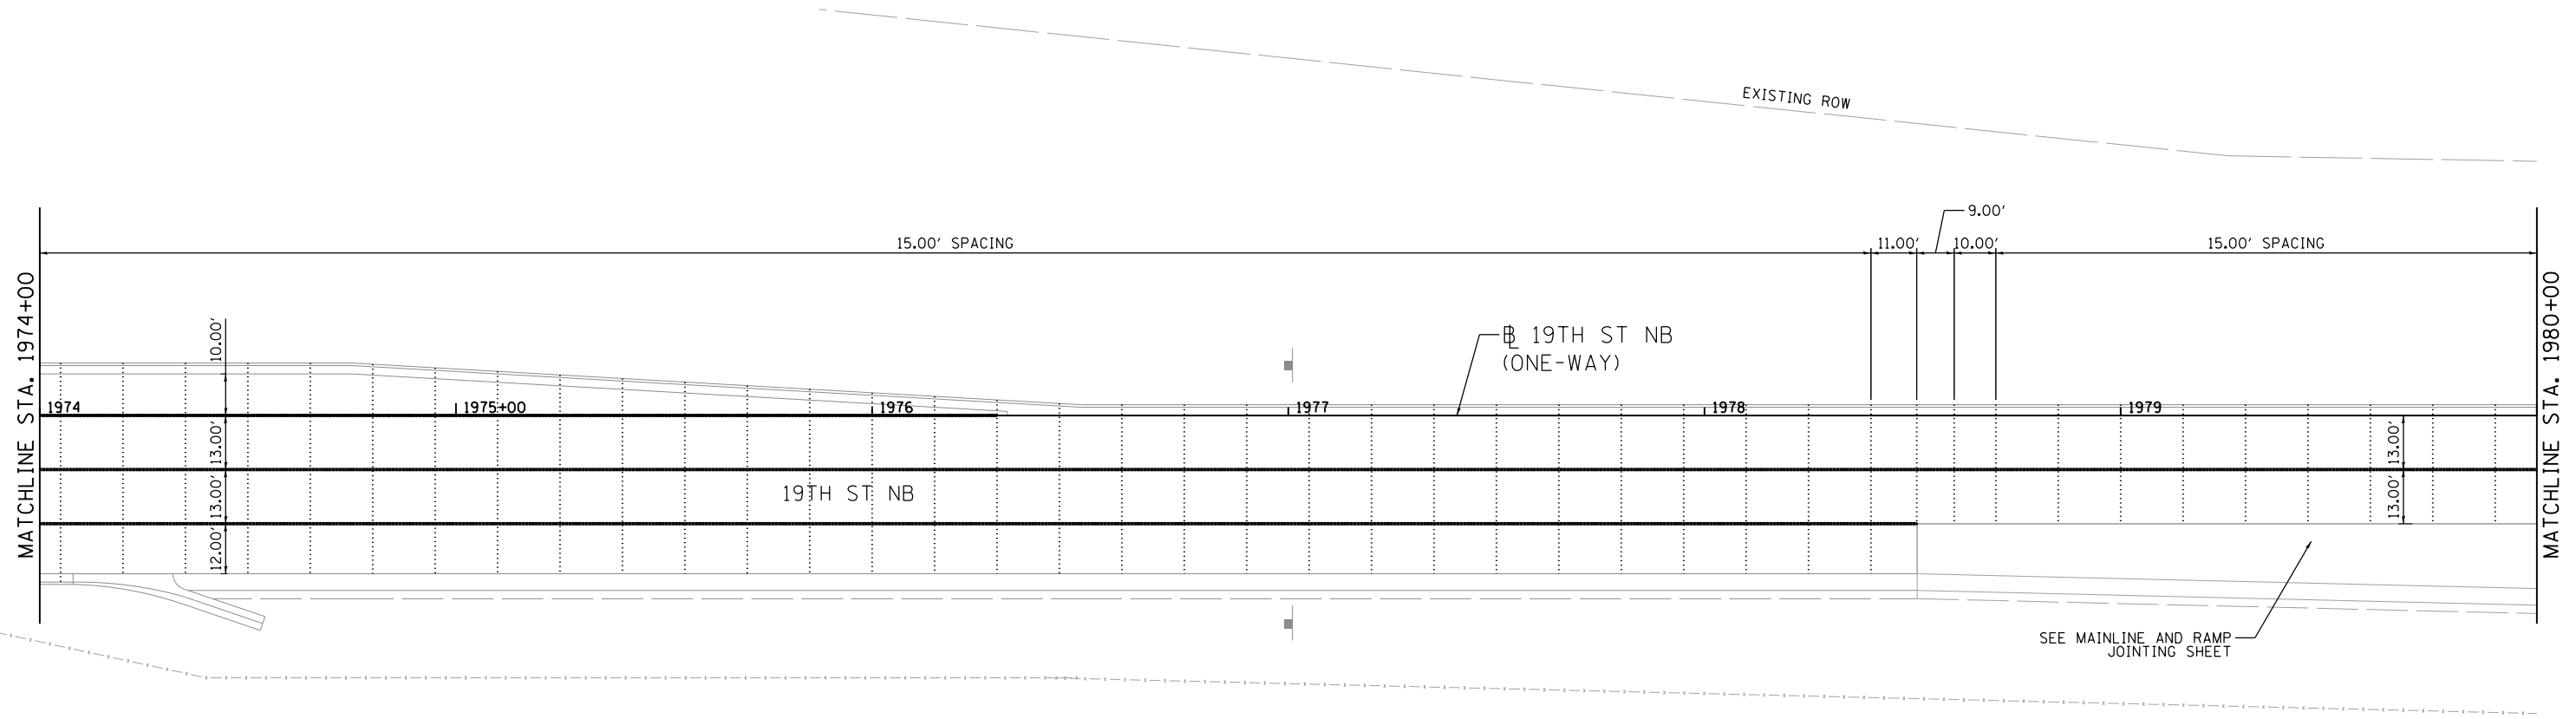 EXISTING ROW
9.00'
15.00' SPACING
11.00'
10.00'
15.00' SPACING
MATCHLINE STA. 1974+00
MATCHLINE STA. 1980+00
10.00'
℄ 19TH ST NB
(ONE-WAY)
1974
1975+00
1976
1977
1978
1979
13.00'
13.00'
13.00'
13.00'
19TH ST NB
12.00'
SEE MAINLINE AND RAMP
JOINTING SHEET